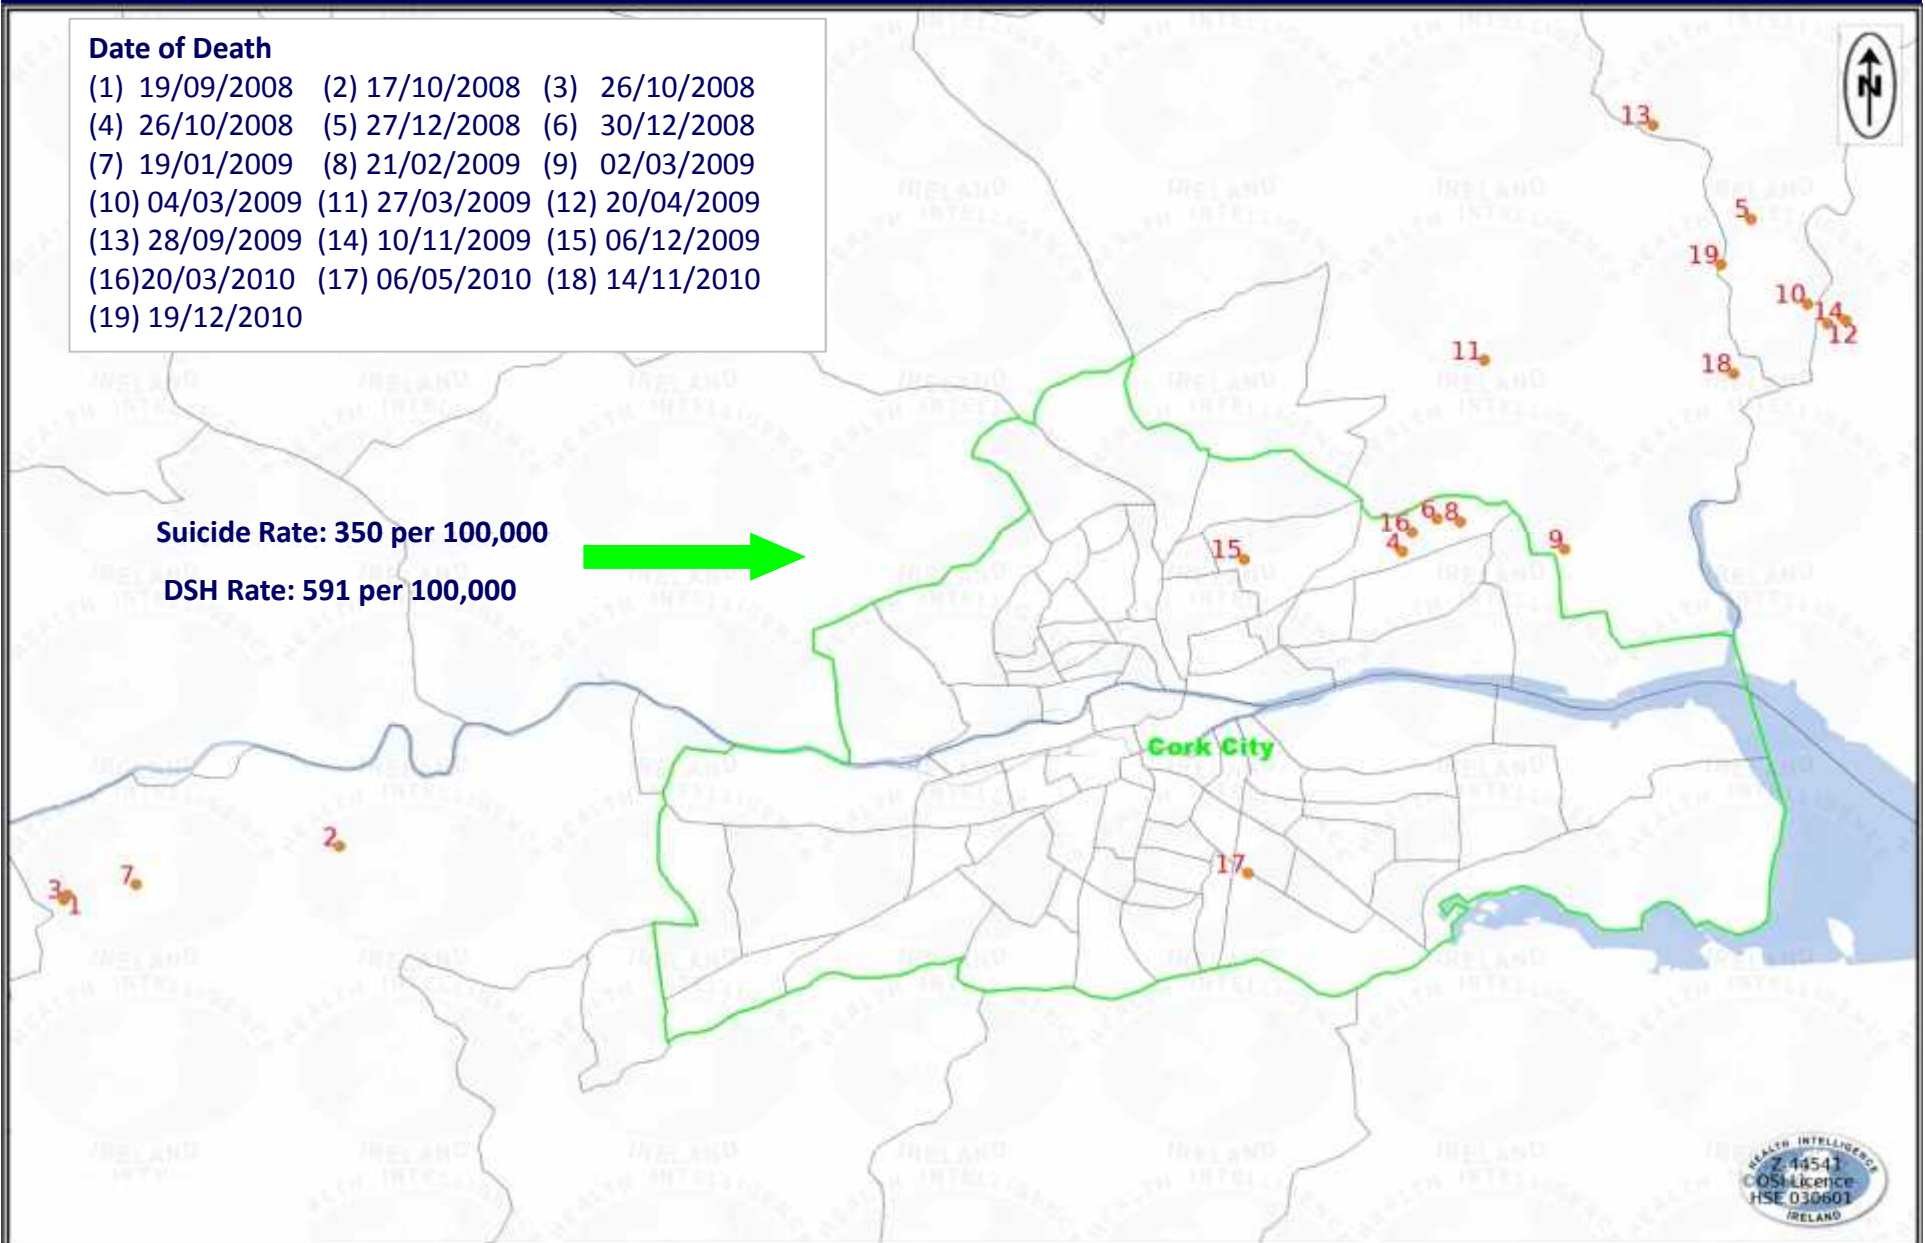 Date of Death
(1) 19/09/2008 (2) 17/10/2008 (3) 26/10/2008
(4) 26/10/2008 (5) 27/12/2008 (6) 30/12/2008
(7) 19/01/2009 (8) 21/02/2009 (9) 02/03/2009
(10) 04/03/2009 (11) 27/03/2009 (12) 20/04/2009
(13) 28/09/2009 (14) 10/11/2009 (15) 06/12/2009
(16)20/03/2010 (17) 06/05/2010 (18) 14/11/2010
(19) 19/12/2010
N
13
5
19
10
14
12
11
18
Suicide Rate: 350 per 100,000
DSH Rate: 591 per 100,000
16
6
8
4
15
9
Cork City
2
7
3
1
17
HEALTH INTELLIGENCE
Z-44541
©OSi Licence
HSE 030601
IRELAND